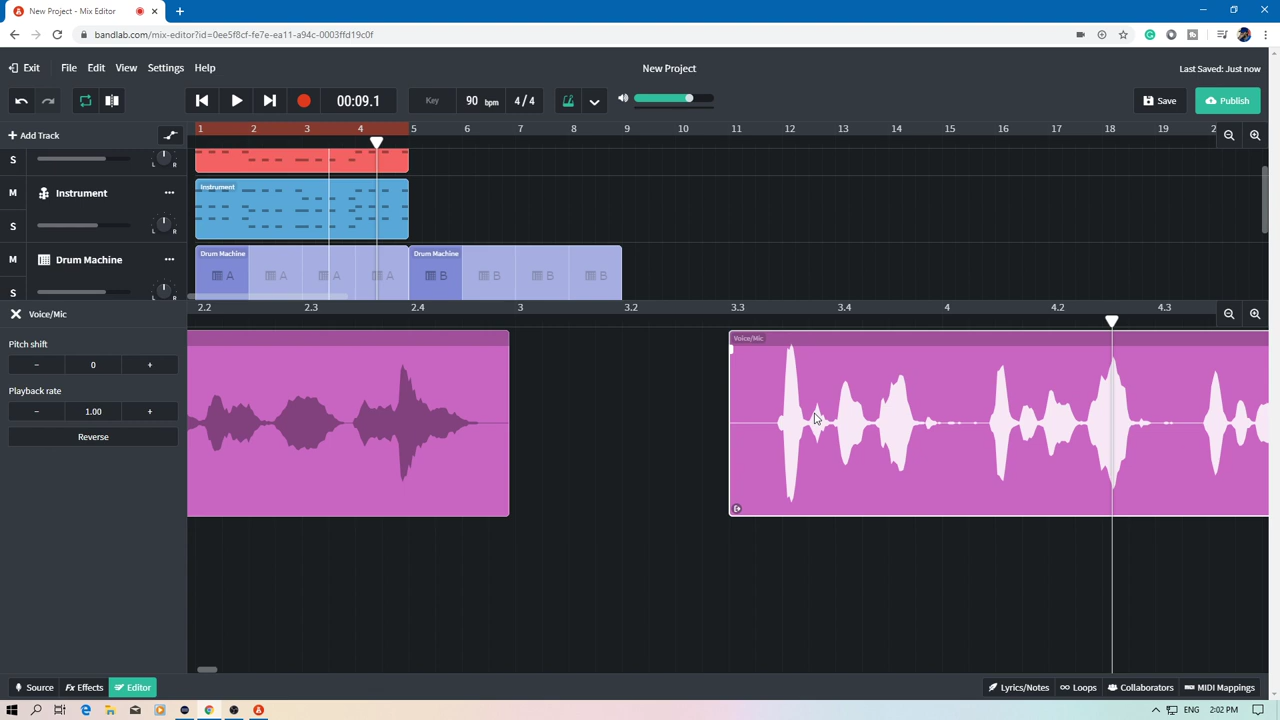 New Project - Mix Editor
bandlab.com/mix-editor?id=0ee5f8cf-fe7e-ea11-a94c-0003ffd19c0f
Exit File Edit View Settings Help New Project Last Saved: Just now
00:09.1 Key 90 bpm 4/4 Save Publish
Add Track 1 2 3 4 5 6 7 8 9 10 11 12 13 14 15 16 17 18 19 2
S L R
M Instrument Instrument
S L R
M Drum Machine Drum Machine A A A A Drum Machine B B B B
S L R
2.2 2.3 2.4 3 3.2 3.3 3.4 4 4.2 4.3
Voice/Mic
Voice/Mic
Pitch shift
− 0 +
Playback rate
− 1.00 +
Reverse
Source Fx Effects Editor Lyrics/Notes Loops Collaborators MIDI Mappings
ENG 2:02 PM